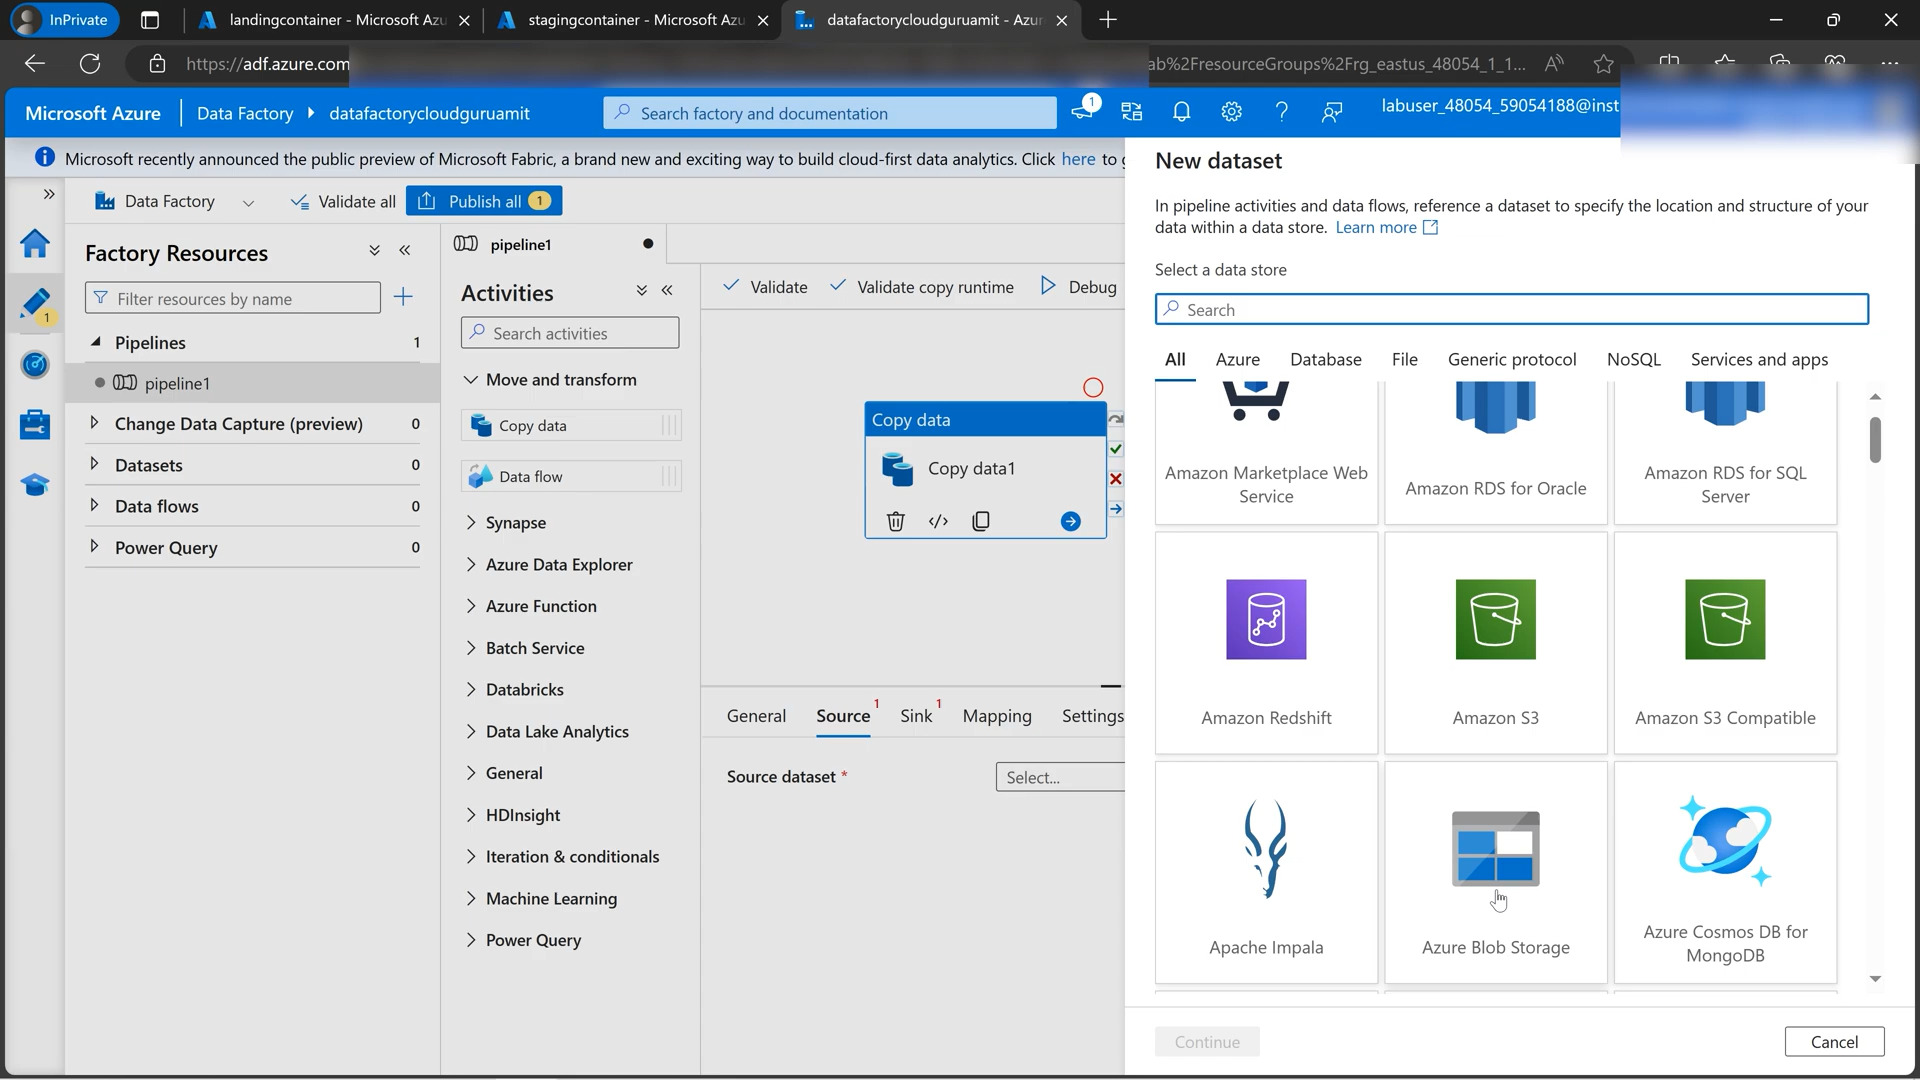 InPrivate
landingcontainer - Microsoft Azu
stagingcontainer - Microsoft Azu
datafactorycloudguruamit - Azur
https://adf.azure.com
ab%2FresourceGroups%2Frg_eastus_48054_1_1...
Microsoft Azure
Data Factory
datafactorycloudguruamit
Search factory and documentation
1
labuser_48054_59054188@inst
Microsoft recently announced the public preview of Microsoft Fabric, a brand new and exciting way to build cloud-first data analytics. Click here to g
Data Factory
Validate all
Publish all 1
Factory Resources
Filter resources by name
1
Pipelines 1
pipeline1
Change Data Capture (preview) 0
Datasets 0
Data flows 0
Power Query 0
pipeline1
Activities
Search activities
Move and transform
Copy data
Data flow
Synapse
Azure Data Explorer
Azure Function
Batch Service
Databricks
Data Lake Analytics
General
HDInsight
Iteration & conditionals
Machine Learning
Power Query
Validate
Validate copy runtime
Debug
Copy data
Copy data1
General
Source 1
Sink 1
Mapping
Settings
Source dataset *
Select...
New dataset
In pipeline activities and data flows, reference a dataset to specify the location and structure of your
data within a data store. Learn more
Select a data store
Search
All
Azure
Database
File
Generic protocol
NoSQL
Services and apps
Amazon Marketplace Web
Service
Amazon RDS for Oracle
Amazon RDS for SQL
Server
Amazon Redshift
Amazon S3
Amazon S3 Compatible
Apache Impala
Azure Blob Storage
Azure Cosmos DB for
MongoDB
Continue
Cancel